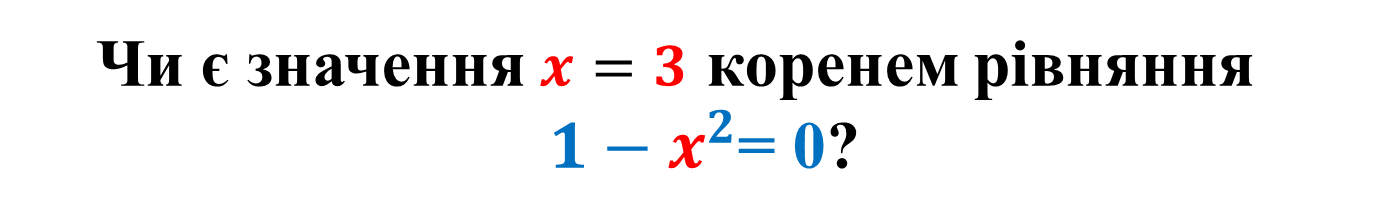 Чи є значення x = 3 коренем рівняння
1 − x²= 0?